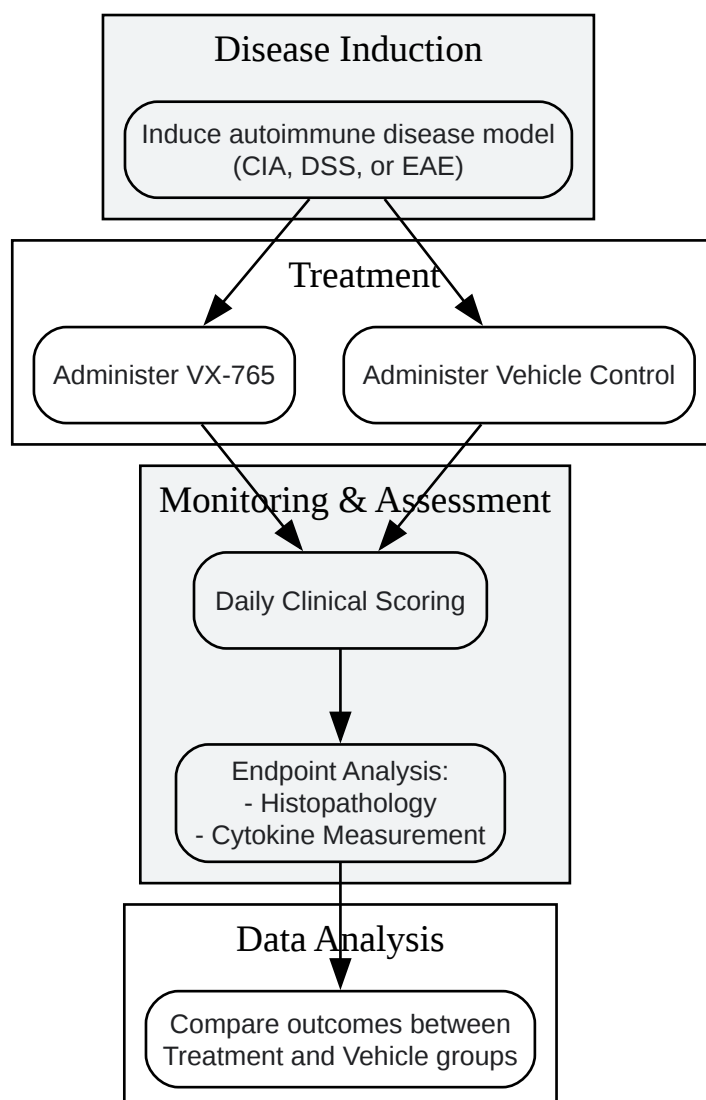 Disease Induction
Induce autoimmune disease model
(CIA, DSS, or EAE)
Treatment
Administer VX-765
Administer Vehicle Control
Monitoring & Assessment
Daily Clinical Scoring
Endpoint Analysis:
- Histopathology
- Cytokine Measurement
Data Analysis
Compare outcomes between
Treatment and Vehicle groups